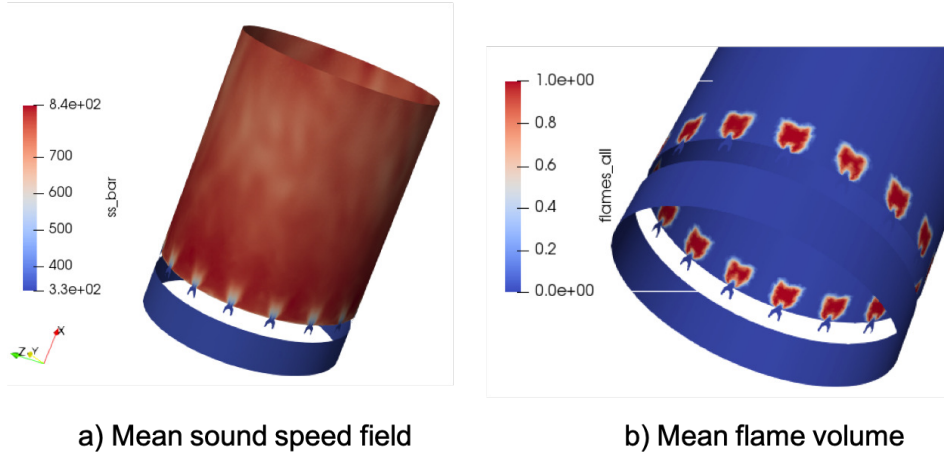 8.4e+02
700
600
500
400
3.3e+02
ss_bar
X
Z
Y
a) Mean sound speed field
1.0e+00
0.8
0.6
0.4
0.2
0.0e+00
flames_all
b) Mean flame volume